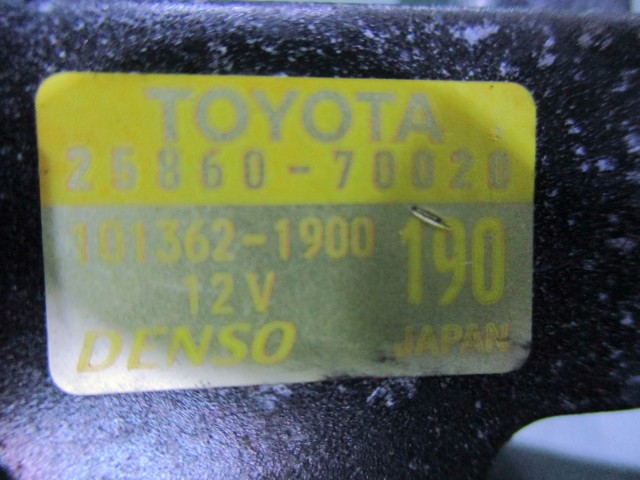 TOYOTA
25860-70020
101362-1900
190
12V
DENSO
JAPAN